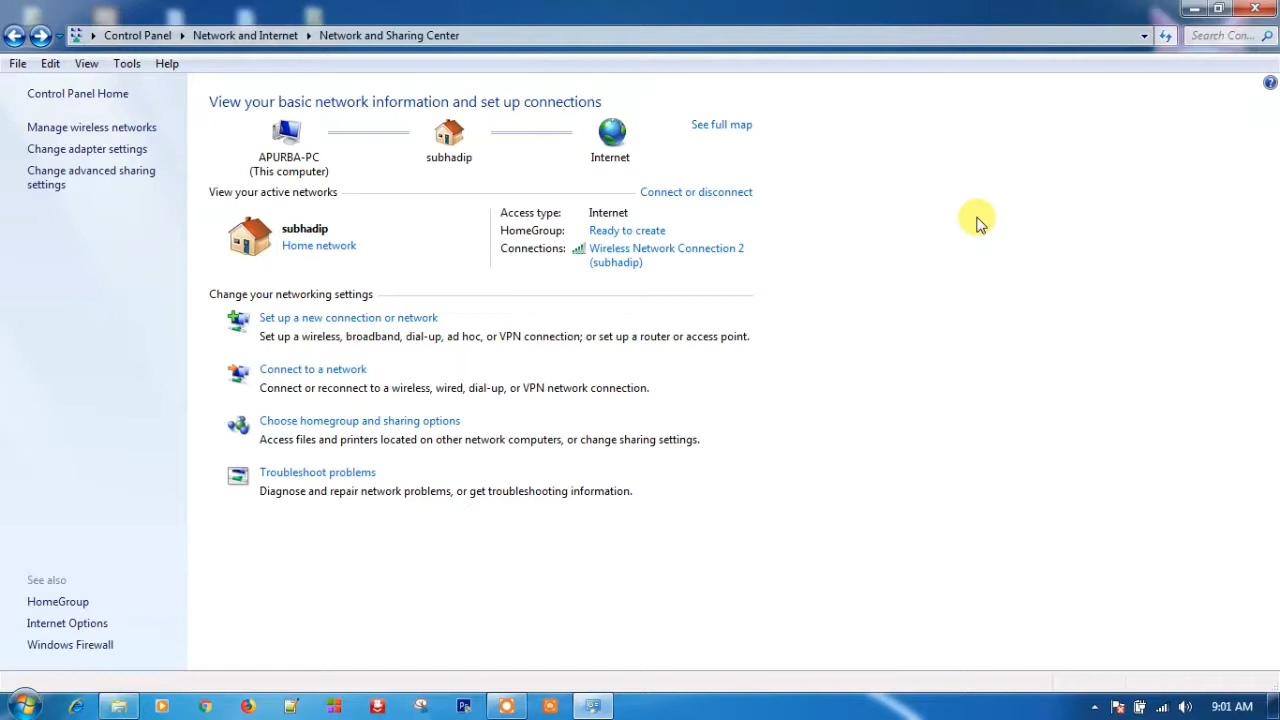 Control Panel Network and Internet Network and Sharing Center Search Con...
File Edit View Tools Help
Control Panel Home
Manage wireless networks
Change adapter settings
Change advanced sharing
settings
View your basic network information and set up connections
See full map
APURBA-PC
(This computer)
subhadip
Internet
View your active networks
Connect or disconnect
subhadip
Home network
Access type: Internet
HomeGroup: Ready to create
Connections: Wireless Network Connection 2
(subhadip)
Change your networking settings
Set up a new connection or network
Set up a wireless, broadband, dial-up, ad hoc, or VPN connection; or set up a router or access point.
Connect to a network
Connect or reconnect to a wireless, wired, dial-up, or VPN network connection.
Choose homegroup and sharing options
Access files and printers located on other network computers, or change sharing settings.
Troubleshoot problems
Diagnose and repair network problems, or get troubleshooting information.
See also
HomeGroup
Internet Options
Windows Firewall
Ps
9:01 AM